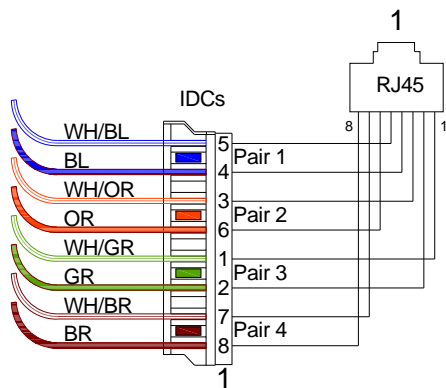 1
RJ45
8 1
IDCs
WH/BL 5
BL 4 Pair 1
WH/OR 3
OR 6 Pair 2
WH/GR 1
GR 2 Pair 3
WH/BR 7
BR 8 Pair 4
1